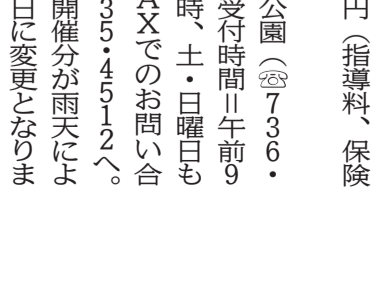 円（指導料、保険
公園（☏736・
受付時間＝午前9
時、土・日曜日も
AXでのお問い合
35・4512へ。
開催分が雨天によ
日に変更となりま